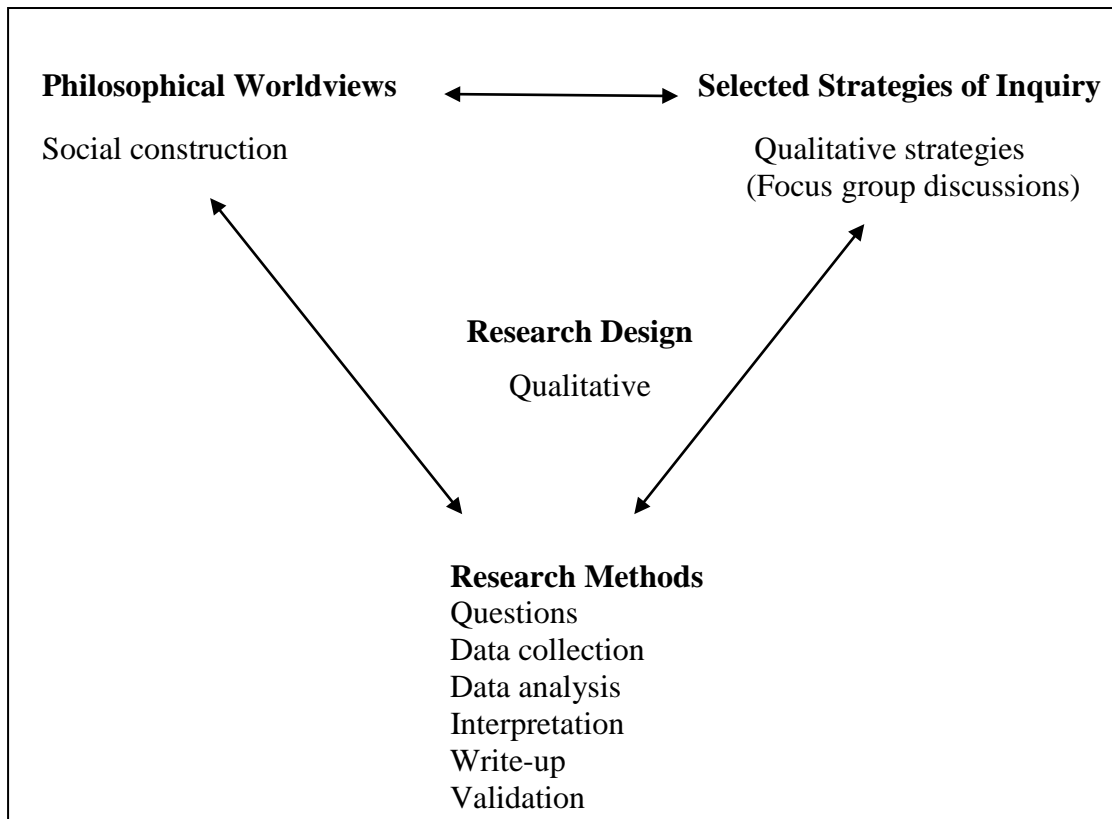 Philosophical Worldviews
Selected Strategies of Inquiry
Social construction
Qualitative strategies
(Focus group discussions)
Research Design
Qualitative
Research Methods
Questions
Data collection
Data analysis
Interpretation
Write-up
Validation